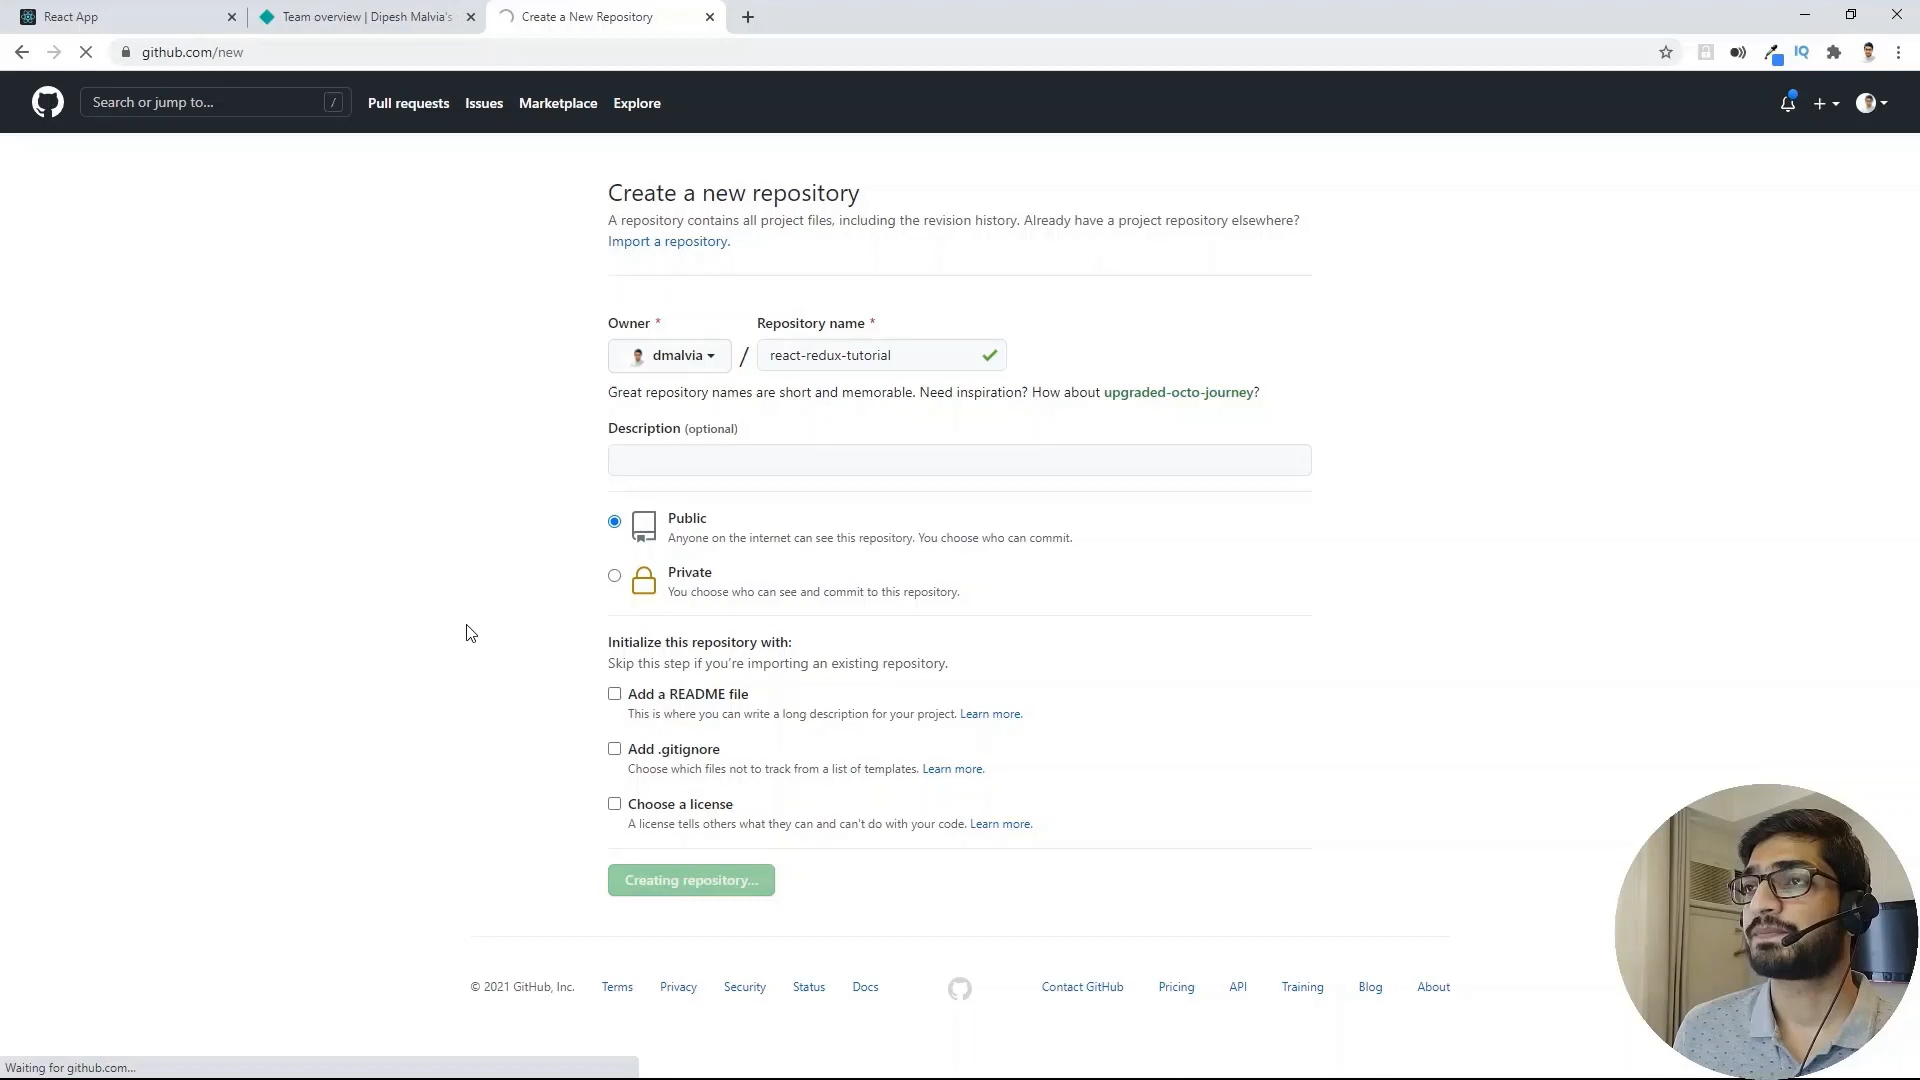 React App
Team overview | Dipesh Malvia's
Create a New Repository
github.com/new
IQ
Search or jump to...
/
Pull requests
Issues
Marketplace
Explore
Create a new repository
A repository contains all project files, including the revision history. Already have a project repository elsewhere?
Import a repository.
Owner *
Repository name *
dmalvia
/
react-redux-tutorial
Great repository names are short and memorable. Need inspiration? How about upgraded-octo-journey?
Description (optional)
Public
Anyone on the internet can see this repository. You choose who can commit.
Private
You choose who can see and commit to this repository.
Initialize this repository with:
Skip this step if you're importing an existing repository.
Add a README file
This is where you can write a long description for your project. Learn more.
Add .gitignore
Choose which files not to track from a list of templates. Learn more.
Choose a license
A license tells others what they can and can't do with your code. Learn more.
Creating repository...
© 2021 GitHub, Inc.
Terms
Privacy
Security
Status
Docs
Contact GitHub
Pricing
API
Training
Blog
About
Waiting for github.com...